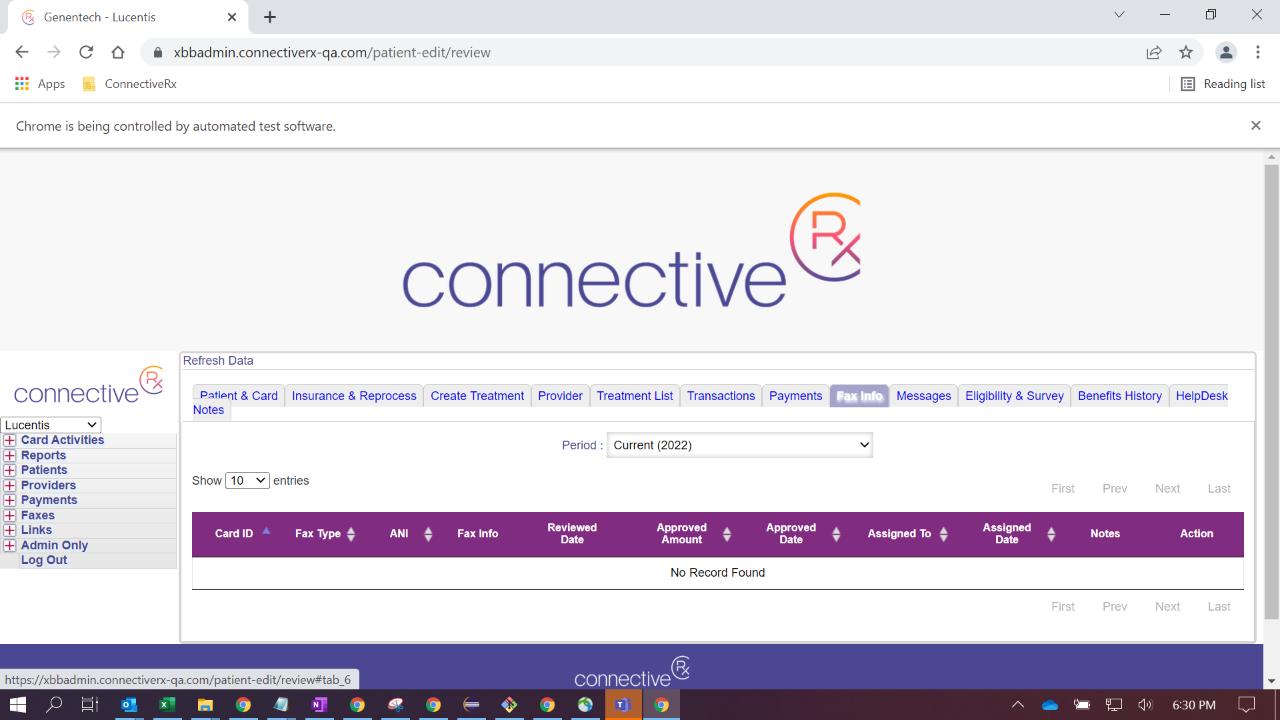 Genentech - Lucentis
xbbadmin.connectiverx-qa.com/patient-edit/review
Apps ConnectiveRx Reading list
Chrome is being controlled by automated test software.
connective Rx
connective Rx
Lucentis
Card Activities
Reports
Patients
Providers
Payments
Faxes
Links
Admin Only
Log Out
Refresh Data
Patient & Card Insurance & Reprocess Create Treatment Provider Treatment List Transactions Payments Fax Info Messages Eligibility & Survey Benefits History HelpDesk
Notes
Period : Current (2022)
Show 10 entries
First Prev Next Last
Card ID Fax Type ANI Fax Info Reviewed Date Approved Amount Approved Date Assigned To Assigned Date Notes Action
No Record Found
First Prev Next Last
connective Rx
https://xbbadmin.connectiverx-qa.com/patient-edit/review#tab_6
6:30 PM